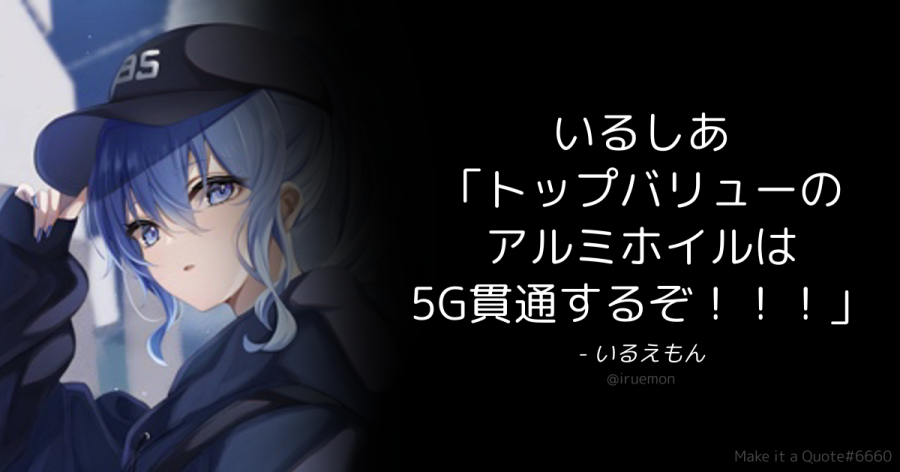 いるしあ
「トップバリューの
アルミホイルは
5G貫通するぞ！！！」
- いるえもん
@iruemon
Make it a Quote#6660